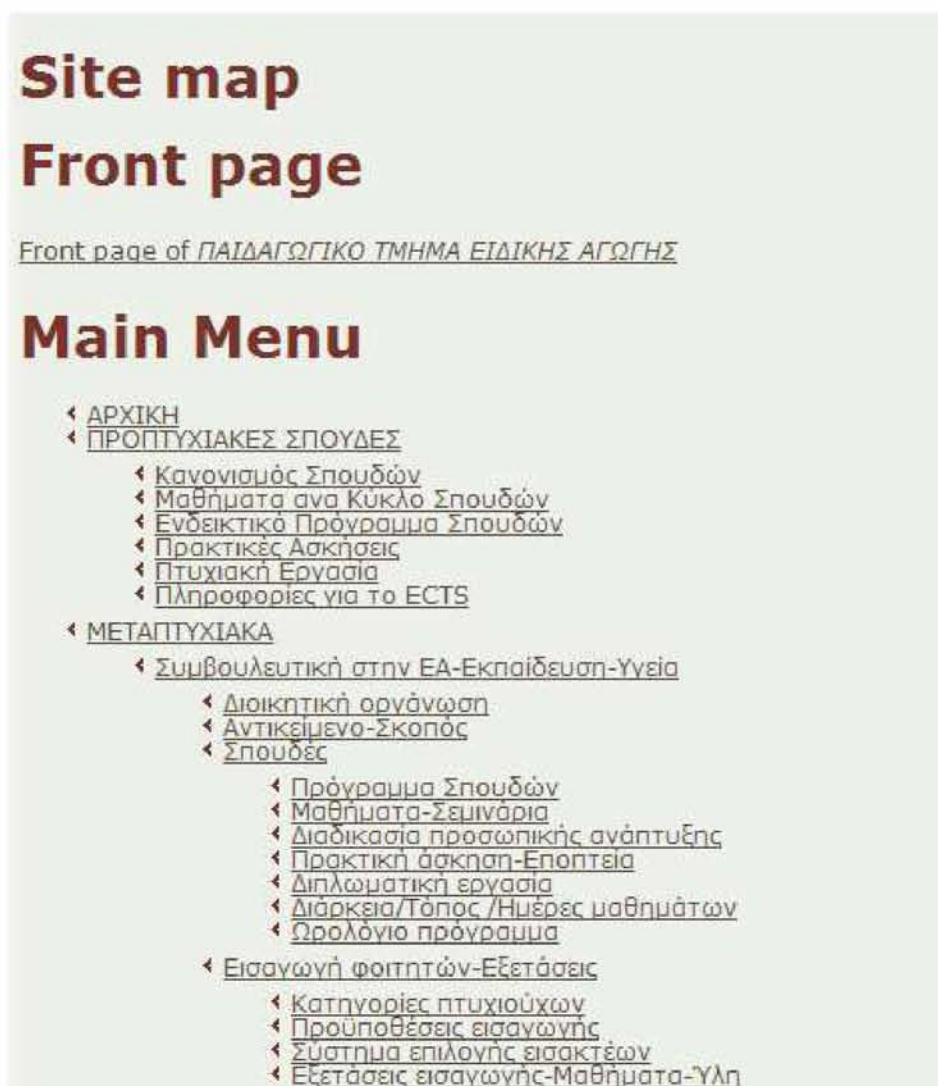 Site map
Front page
Front page of ΠΑΙΔΑΓΩΓΙΚΟ ΤΜΗΜΑ ΕΙΔΙΚΗΣ ΑΓΩΓΗΣ
Main Menu
ΑΡΧΙΚΗ
ΠΡΟΠΤΥΧΙΑΚΕΣ ΣΠΟΥΔΕΣ
Κανονισμός Σπουδών
Μαθήματα ανα Κύκλο Σπουδών
Ενδεικτικό Πρόγραμμα Σπουδών
Πρακτικές Ασκήσεις
Πτυχιακή Εργασία
Πληροφορίες για το ECTS
ΜΕΤΑΠΤΥΧΙΑΚΑ
Συμβουλευτική στην ΕΑ-Εκπαίδευση-Υγεία
Διοικητική οργάνωση
Αντικείμενο-Σκοπός
Σπουδές
Πρόγραμμα Σπουδών
Μαθήματα-Σεμινάρια
Διαδικασία προσωπικής ανάπτυξης
Πρακτική άσκηση-Εποπτεία
Διπλωματική εργασία
Διάρκεια/Τόπος /Ημέρες μαθημάτων
Ωρολόγιο πρόγραμμα
Εισαγωγή φοιτητών-Εξετάσεις
Κατηγορίες πτυχιούχων
Προϋποθέσεις εισαγωγής
Σύστημα επιλογής εισακτέων
Εξετάσεις εισαγωγής-Μαθήματα-Ύλη